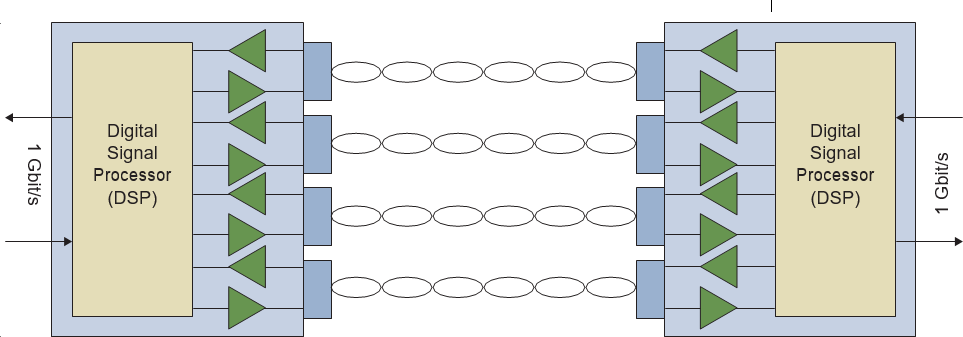 1 Gbit/s
Digital
Signal
Processor
(DSP)
Digital
Signal
Processor
(DSP)
1 Gbit/s